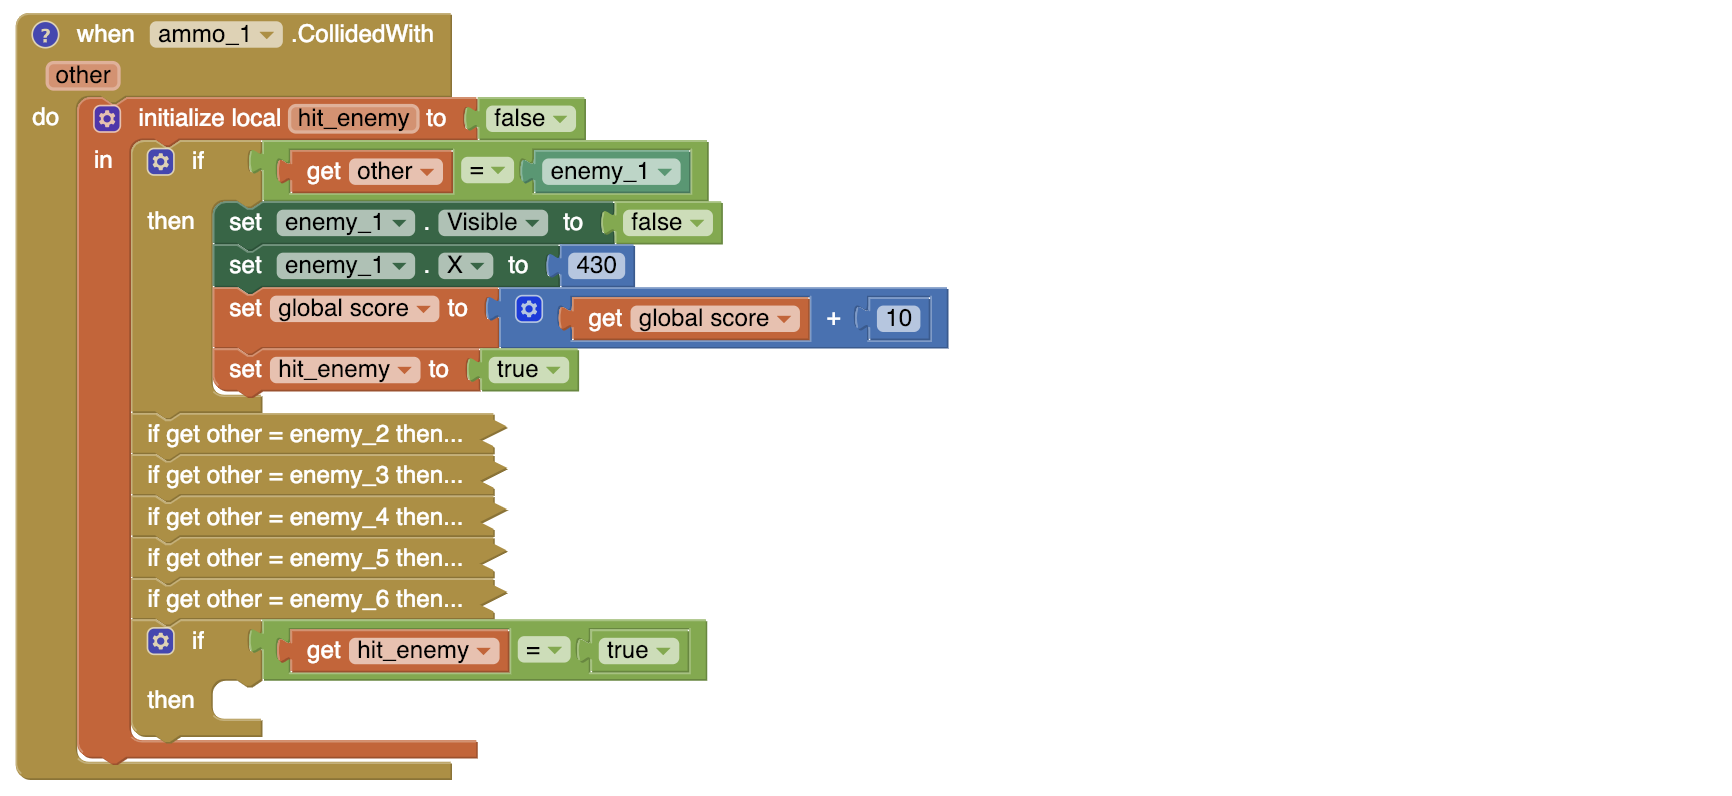 ? when ammo_1 .CollidedWith
other
do initialize local hit_enemy to false
in if get other = enemy_1
then set enemy_1 . Visible to false
set enemy_1 . X to 430
set global score to get global score + 10
set hit_enemy to true
if get other = enemy_2 then...
if get other = enemy_3 then...
if get other = enemy_4 then...
if get other = enemy_5 then...
if get other = enemy_6 then...
if get hit_enemy = true
then